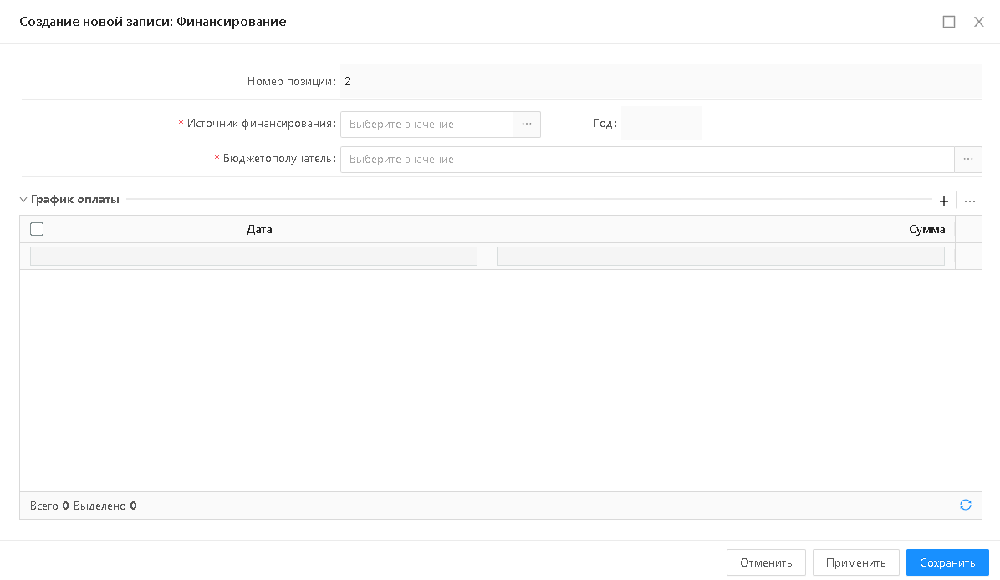 Создание новой записи: Финансирование
Номер позиции: 2
* Источник финансирования: Выберите значение ... Год:
* Бюджетополучатель: Выберите значение ...
График оплаты + ...
Дата Сумма
Всего 0 Выделено 0
Отменить Применить Сохранить